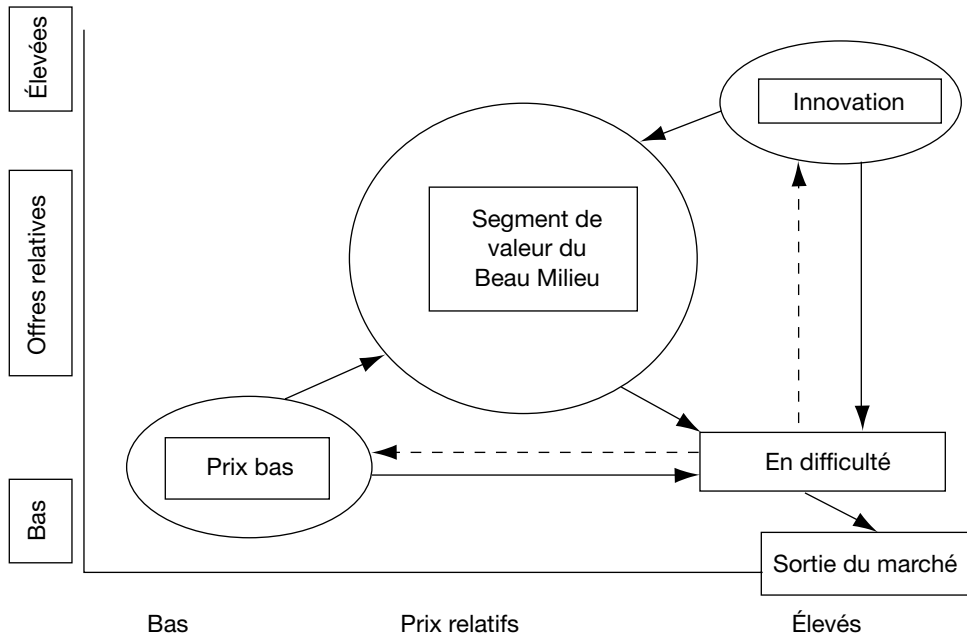 Élevées
Innovation
Segment de
valeur du
Beau Milieu
Offres relatives
Prix bas
En difficulté
Bas
Sortie du marché
Bas
Prix relatifs
Élevés